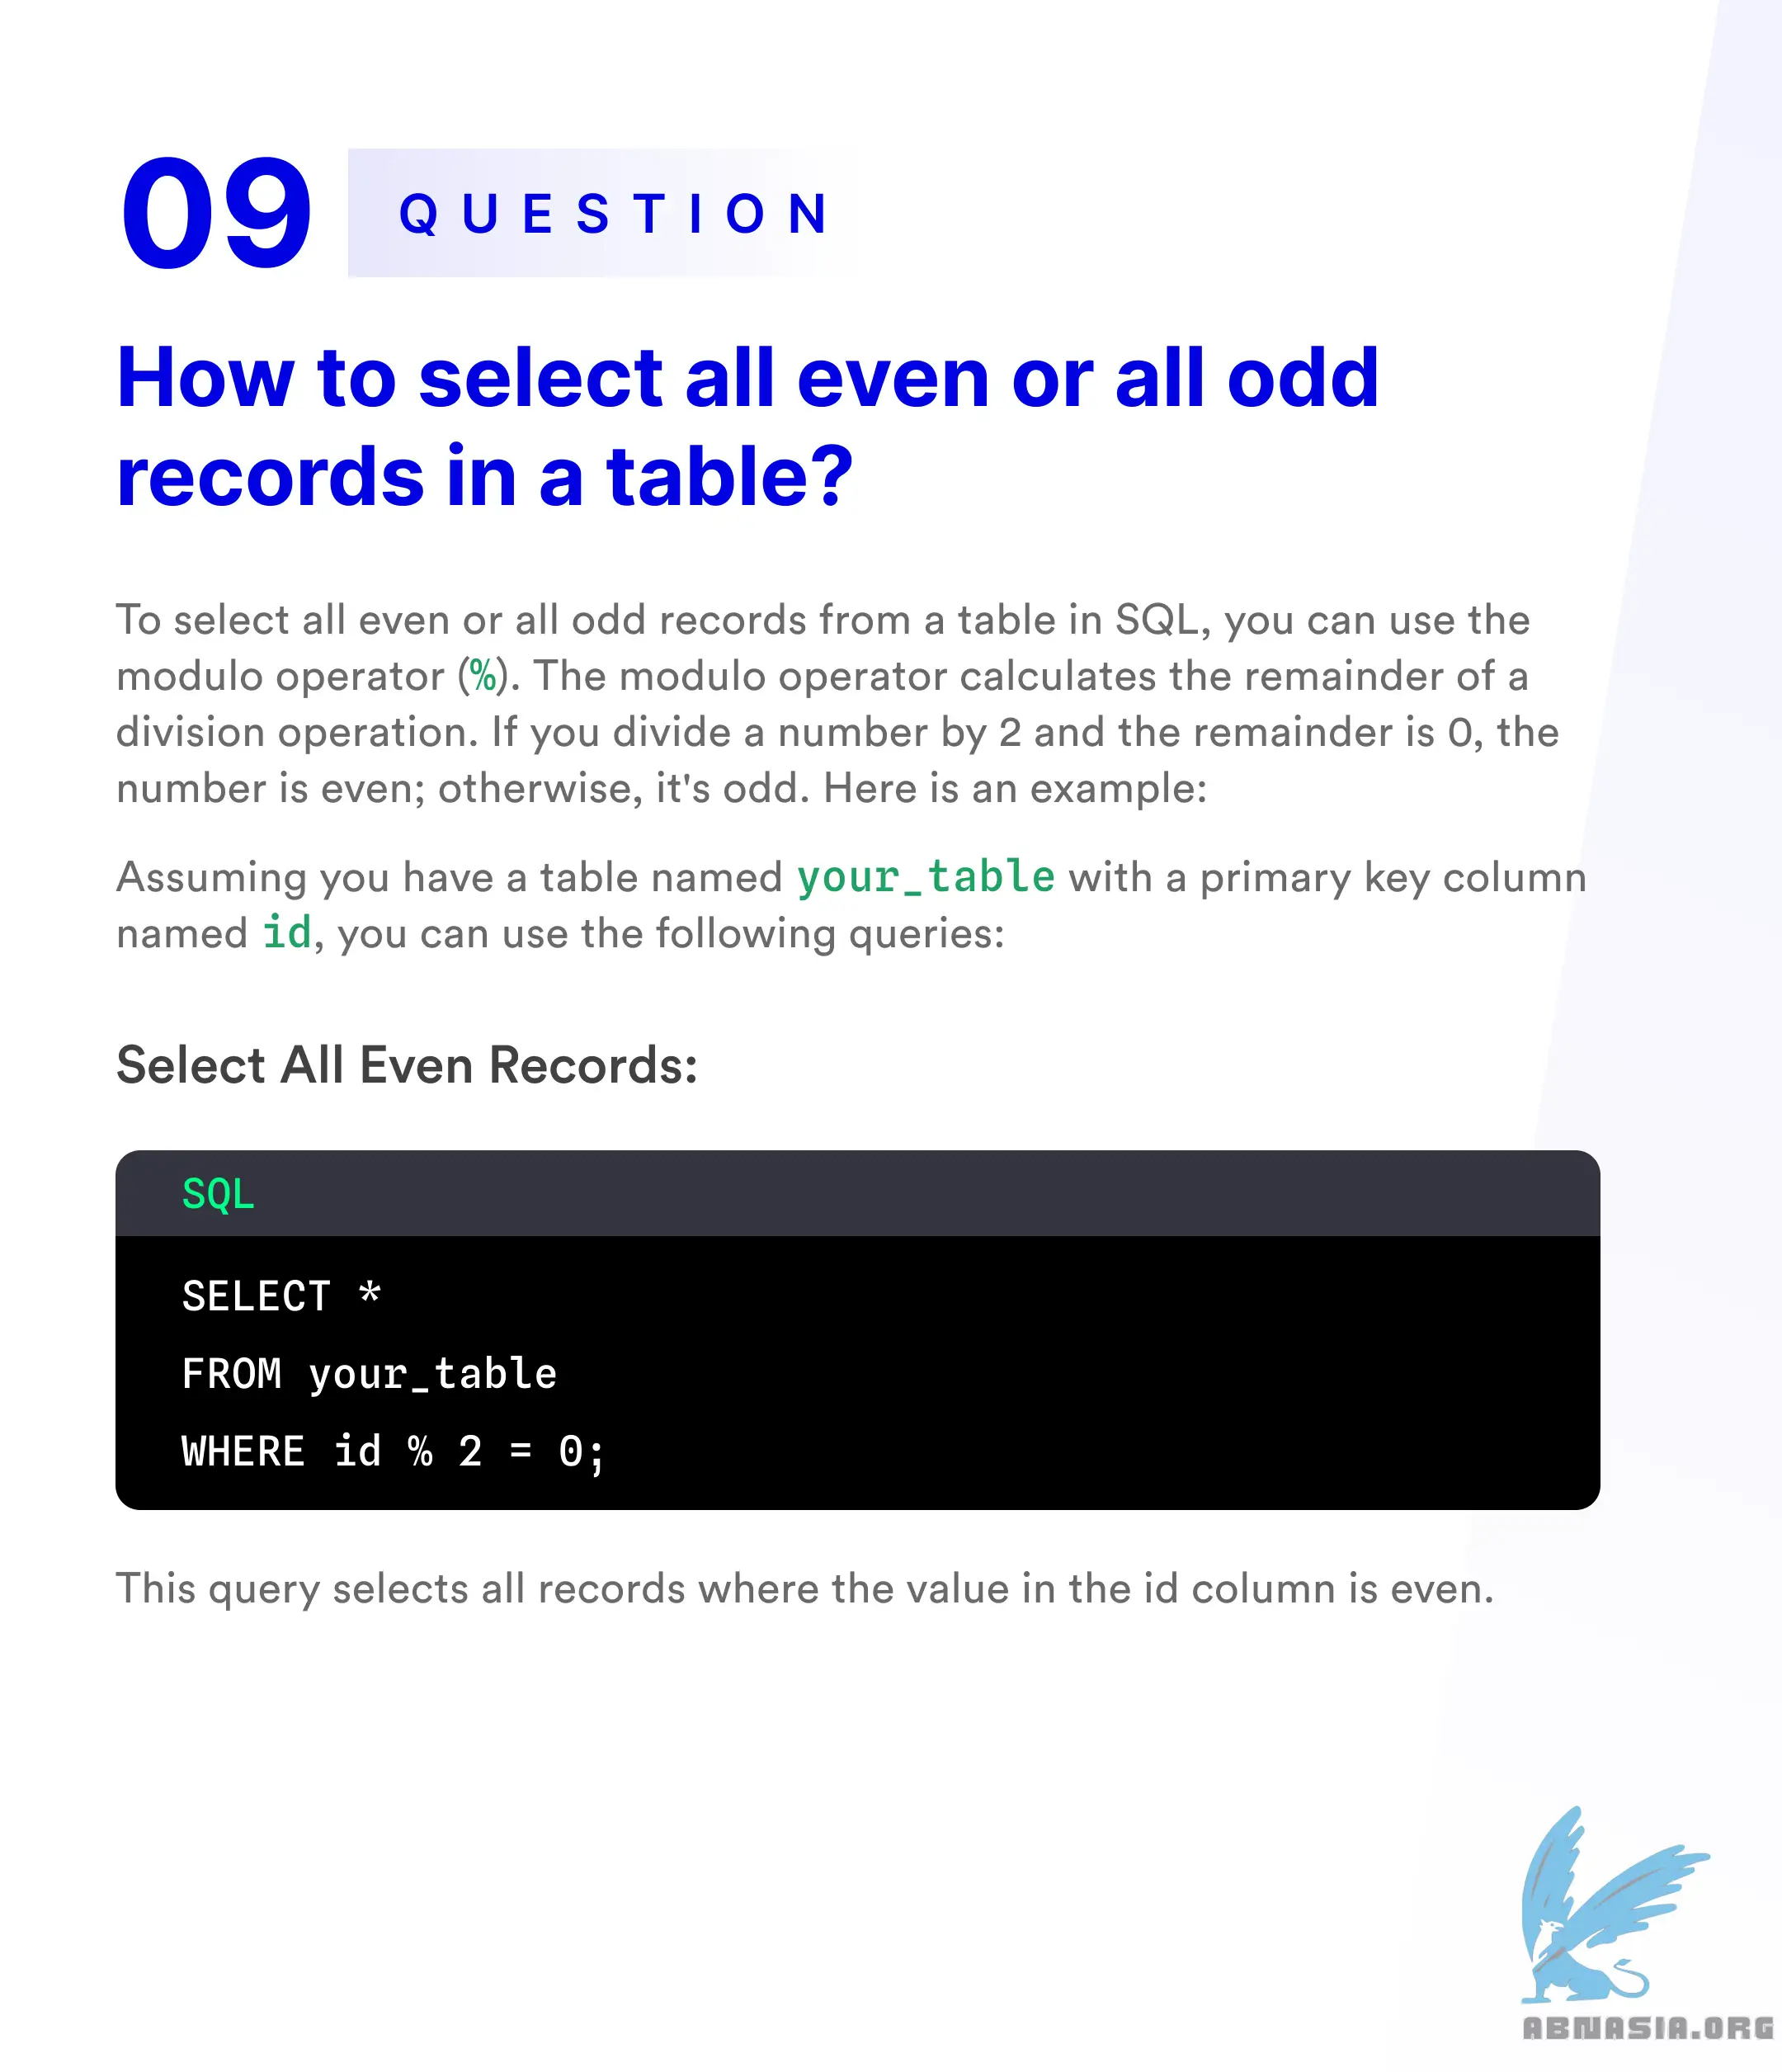 09 QUESTION
How to select all even or all odd
records in a table?
To select all even or all odd records from a table in SQL, you can use the
modulo operator (%). The modulo operator calculates the remainder of a
division operation. If you divide a number by 2 and the remainder is 0, the
number is even; otherwise, it's odd. Here is an example:
Assuming you have a table named your_table with a primary key column
named id, you can use the following queries:
Select All Even Records:
SQL
SELECT *
FROM your_table
WHERE id % 2 = 0;
This query selects all records where the value in the id column is even.
ABNASIA.ORG